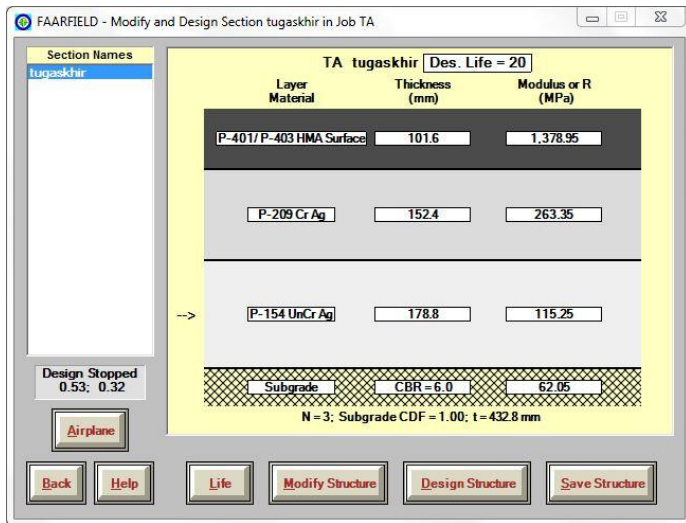 FAARFIELD - Modify and Design Section tugaskhir in Job TA
Section Names
tugaskhir
TA tugaskhir Des. Life = 20
Layer Material Thickness (mm) Modulus or R (MPa)
P-401/ P-403 HMA Surface 101.6 1,378.95
P-209 Cr Ag 152.4 263.35
--> P-154 UnCr Ag 178.8 115.25
Subgrade CBR = 6.0 62.05
N = 3; Subgrade CDF = 1.00; t = 432.8 mm
Design Stopped
0.53; 0.32
Airplane
Back Help Life Modify Structure Design Structure Save Structure